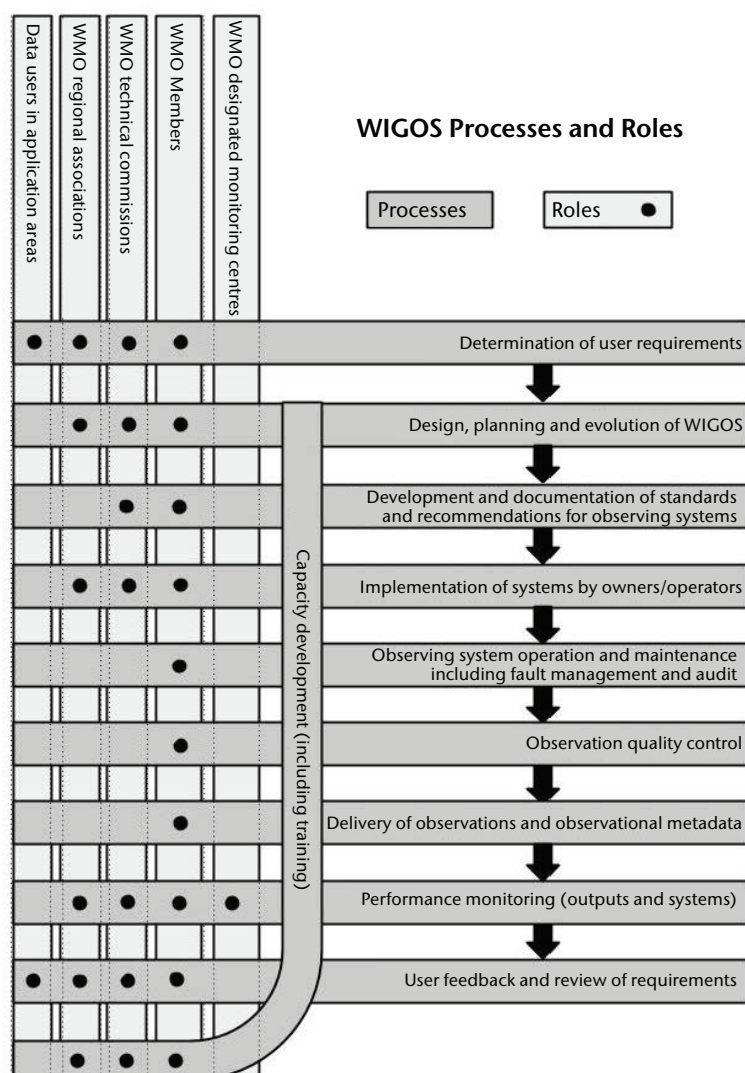 Data users in
application areas
WMO regional associations
WMO technical commissions
WMO Members
WMO designated monitoring centres
WIGOS Processes and Roles
Processes
Roles
Determination of user requirements
Design, planning and evolution of WIGOS
Development and documentation of standards
and recommendations for observing systems
Implementation of systems by owners/operators
Observing system operation and maintenance
including fault management and audit
Observation quality control
Delivery of observations and observational metadata
Performance monitoring (outputs and systems)
User feedback and review of requirements
Capacity development (including training)